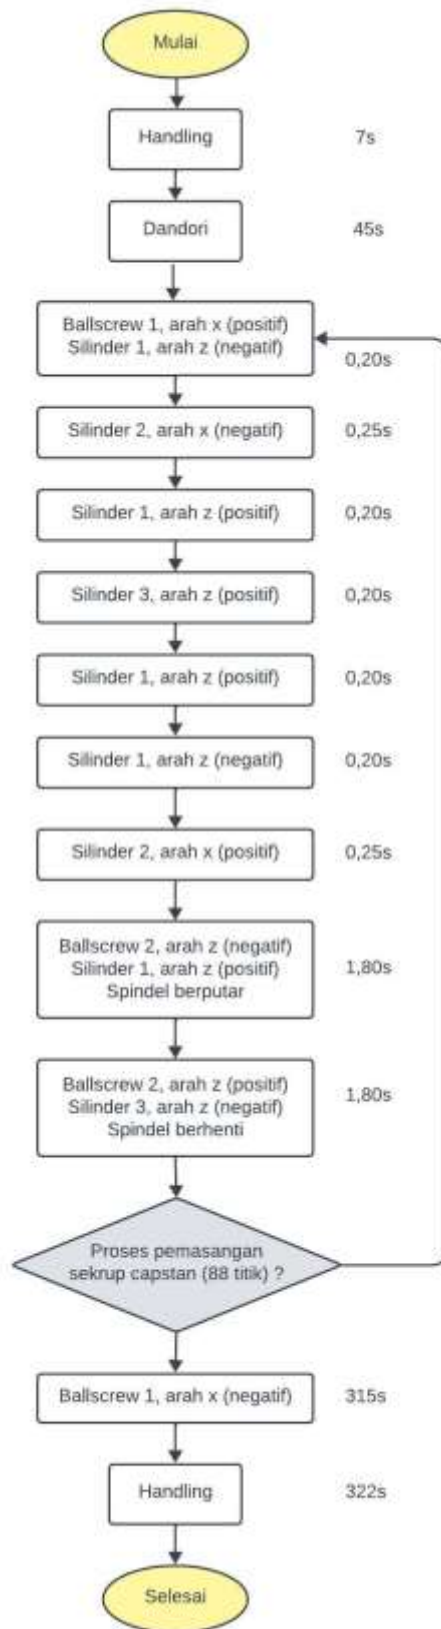 Mulai
Handling
7s
Dandori
45s
Ballscrew 1, arah x (positif)
Silinder 1, arah z (negatif)
0,20s
Silinder 2, arah x (negatif)
0,25s
Silinder 1, arah z (positif)
0,20s
Silinder 3, arah z (positif)
0,20s
Silinder 1, arah z (positif)
0,20s
Silinder 1, arah z (negatif)
0,20s
Silinder 2, arah x (positif)
0,25s
Ballscrew 2, arah z (negatif)
Silinder 1, arah z (positif)
Spindel berputar
1,80s
Ballscrew 2, arah z (positif)
Silinder 3, arah z (negatif)
Spindel berhenti
1,80s
Proses pemasangan
sekrup capstan (88 titik) ?
Ballscrew 1, arah x (negatif)
315s
Handling
322s
Selesai